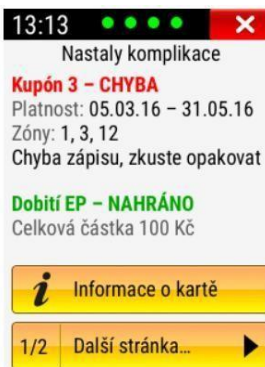 13:13
Nastaly komplikace
Kupón 3 – CHYBA
Platnost: 05.03.16 – 31.05.16
Zóny: 1, 3, 12
Chyba zápisu, zkuste opakovat
Dobití EP – NAHRÁNO
Celková částka 100 Kč
i Informace o kartě
1/2 Další stránka...